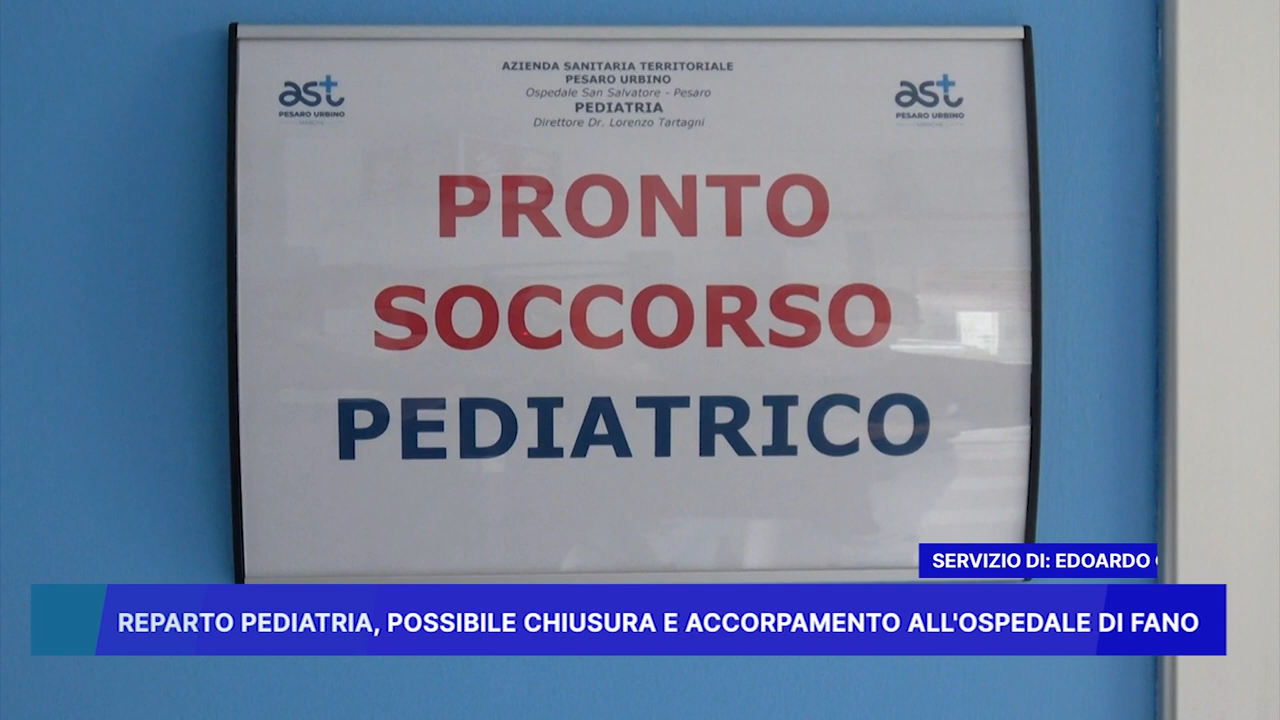 ast
PESARO URBINO
AZIENDA SANITARIA TERRITORIALE
PESARO URBINO
Ospedale San Salvatore - Pesaro
PEDIATRIA
Direttore Dr. Lorenzo Tartagni
ast
PESARO URBINO
PRONTO
SOCCORSO
PEDIATRICO
SERVIZIO DI: EDOARDO
REPARTO PEDIATRIA, POSSIBILE CHIUSURA E ACCORPAMENTO ALL'OSPEDALE DI FANO